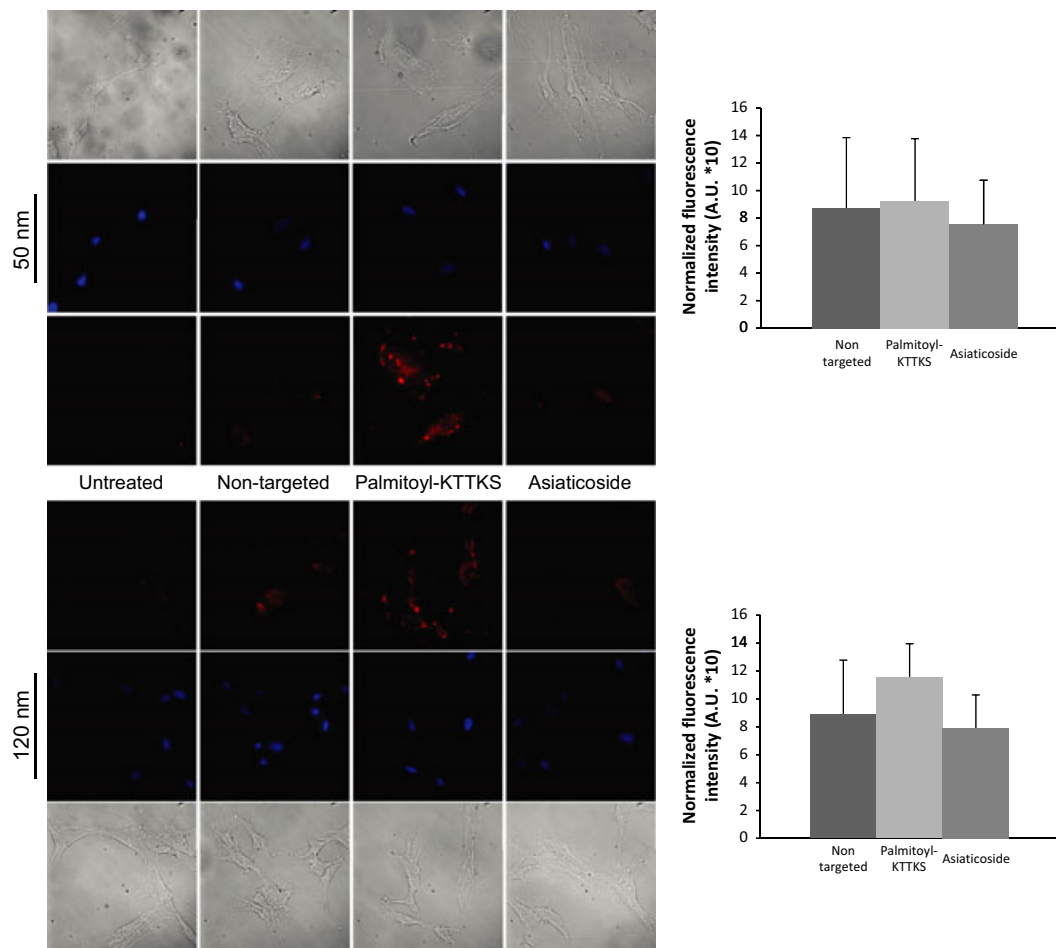 50 nm
Untreated Non-targeted Palmitoyl-KTTKS Asiaticoside
120 nm
Normalized fluorescence
intensity (A.U. *10)
16
14
12
10
8
6
4
2
0
Non
targeted
Palmitoyl-
KTTKS
Asiaticoside
Normalized fluorescence
intensity (A.U. *10)
16
14
12
10
8
6
4
2
0
Non
targeted
Palmitoyl-
KTTKS
Asiaticoside